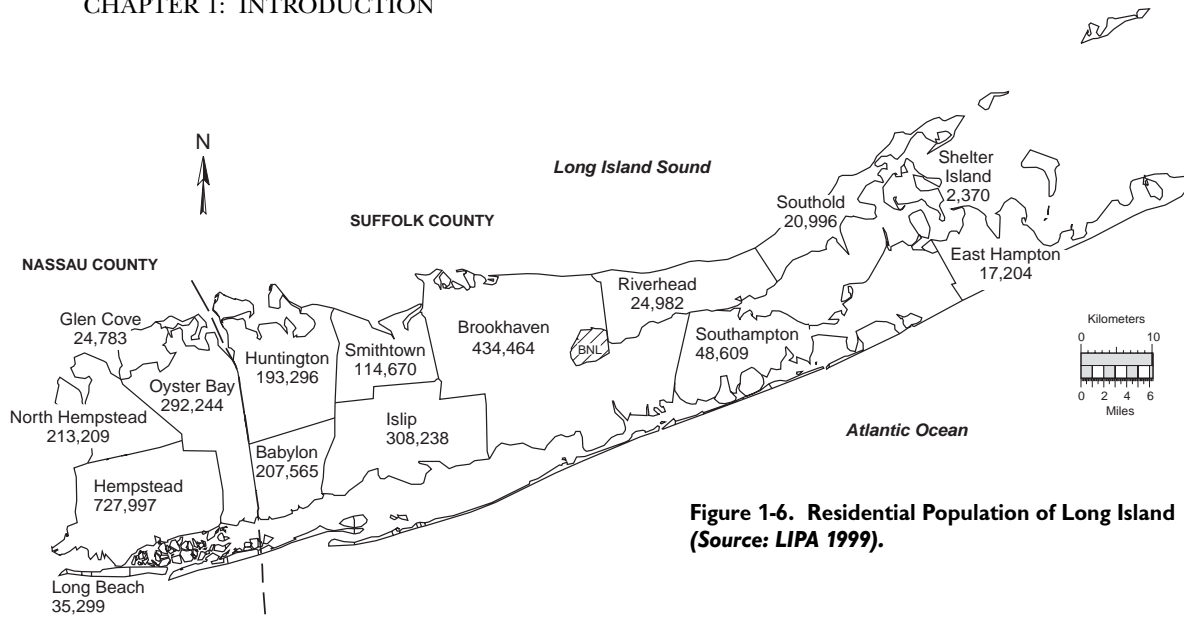 CHAPTER 1: INTRODUCTION
N
Long Island Sound
SUFFOLK COUNTY
NASSAU COUNTY
Shelter
Island
2,370
Southold
20,996
East Hampton
17,204
Riverhead
24,982
Southampton
48,609
Brookhaven
434,464
BNL
Glen Cove
24,783
Huntington
193,296
Smithtown
114,670
Oyster Bay
292,244
North Hempstead
213,209
Islip
308,238
Babylon
207,565
Hempstead
727,997
Long Beach
35,299
Kilometers
0 10
0 2 4 6
Miles
Atlantic Ocean
Figure 1-6. Residential Population of Long Island
(Source: LIPA 1999).